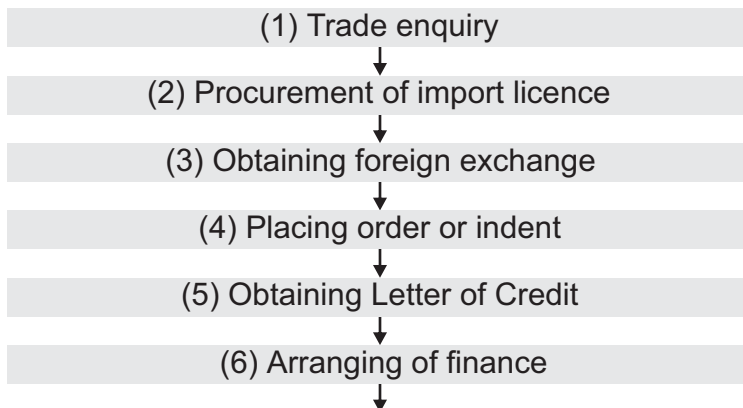 (1) Trade enquiry
(2) Procurement of import licence
(3) Obtaining foreign exchange
(4) Placing order or indent
(5) Obtaining Letter of Credit
(6) Arranging of finance